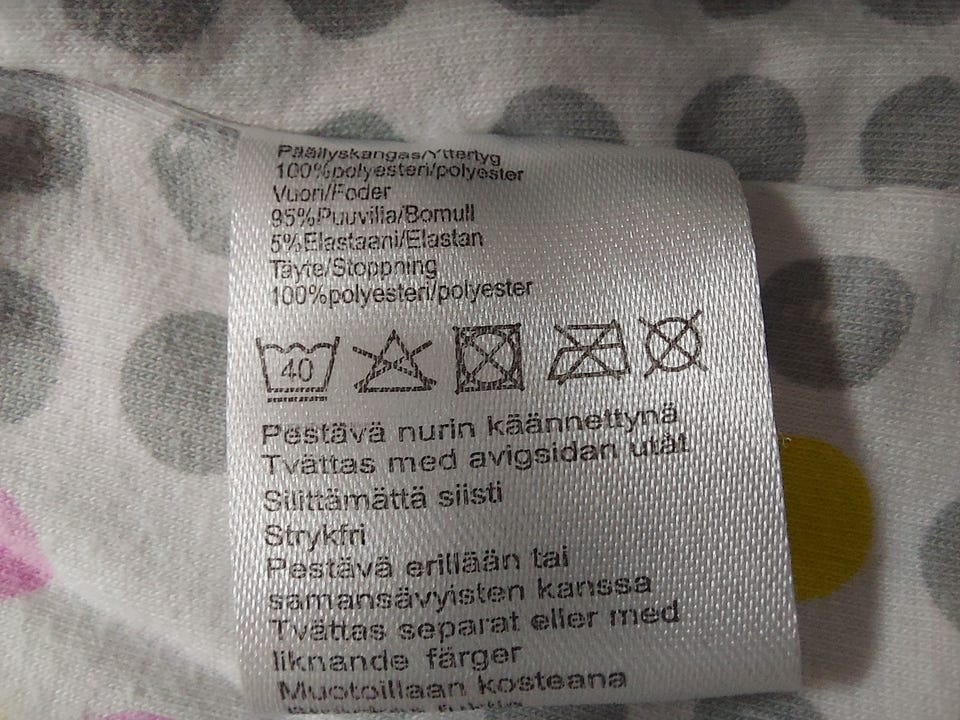 Päällyskangas/Yttertyg
100%polyesteri/polyester
Vuori/Foder
95%Puuvilla/Bomull
5%Elastaani/Elastan
Täyte/Stoppning
100%polyesteri/polyester
40
Pestävä nurin käännettynä
Tvättas med avigsidan utåt
Silittämättä siisti
Strykfri
Pestävä erillään tai
samansävyisten kanssa
Tvättas separat eller med
liknande färger
Muotoillaan kosteana